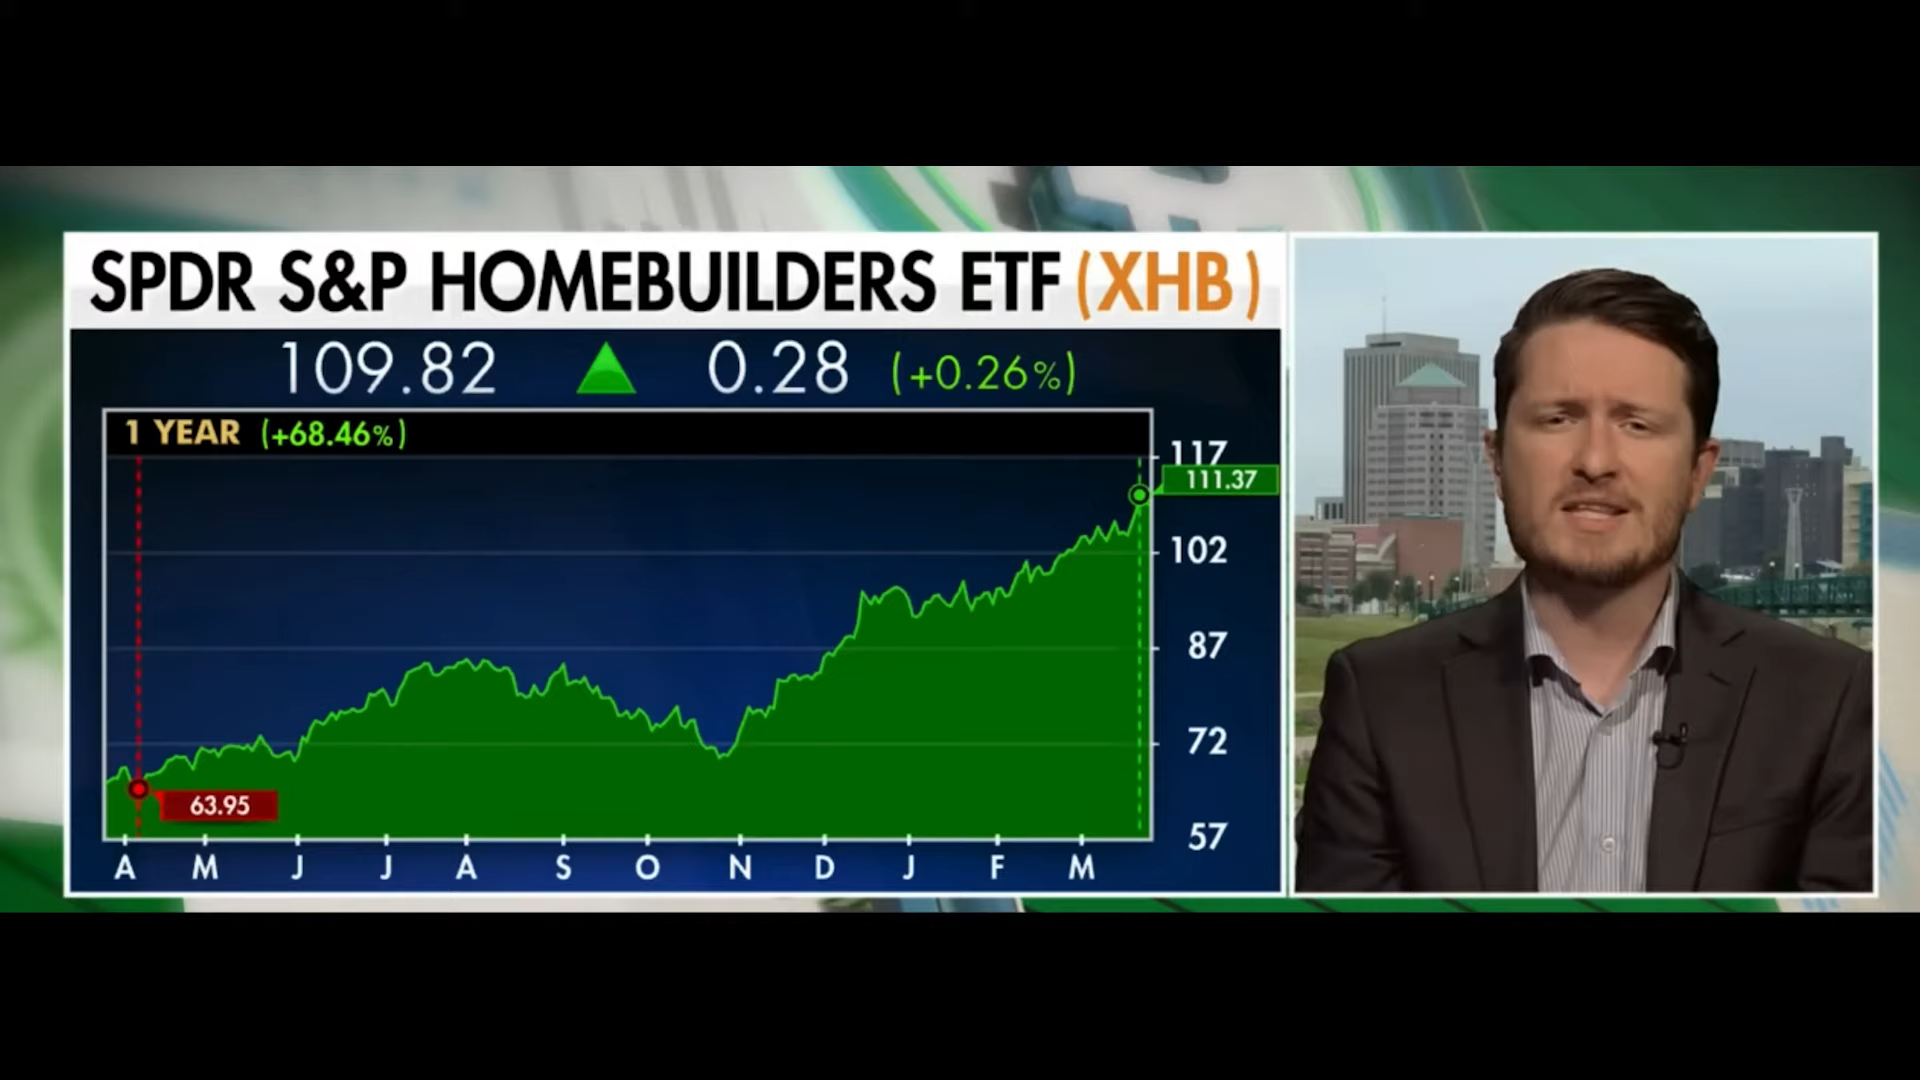 SPDR S&P HOMEBUILDERS ETF (XHB)
109.82 ▲ 0.28 (+0.26%)
1 YEAR (+68.46%)
117
111.37
102
87
72
63.95
57
A M J J A S O N D J F M